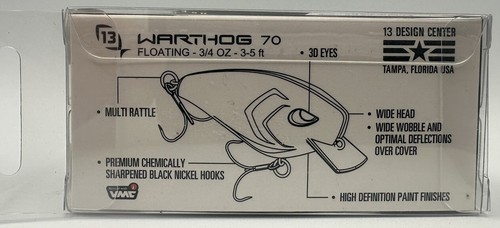 13 WARTHOG 70
FLOATING - 3/4 OZ - 3-5 ft
• 3D EYES
13 DESIGN CENTER
TAMPA, FLORIDA USA
• MULTI RATTLE
• WIDE HEAD
• WIDE WOBBLE AND
OPTIMAL DEFLECTIONS
OVER COVER
• PREMIUM CHEMICALLY
SHARPENED BLACK NICKEL HOOKS
VMC
• HIGH DEFINITION PAINT FINISHES